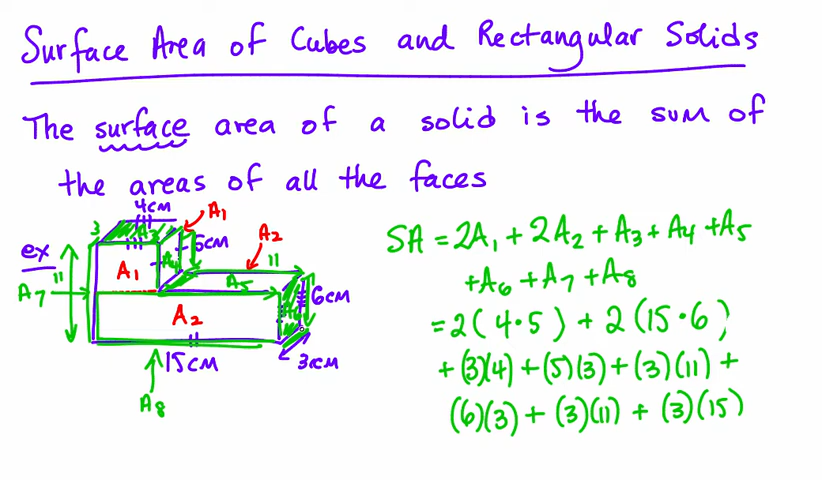 Surface Area of Cubes and Rectangular Solids
The surface area of a solid is the sum of
the areas of all the faces
ex
4cm
3
A3
A1
5cm
A2
11
A1
A4
A5
11
A7
A6
6cm
A2
15cm
3cm
A8
SA = 2A1 + 2A2 + A3 + A4 + A5
+ A6 + A7 + A8
= 2(4·5) + 2(15·6)
+ (3)(4) + (5)(3) + (3)(11) +
(6)(3) + (3)(11) + (3)(15)